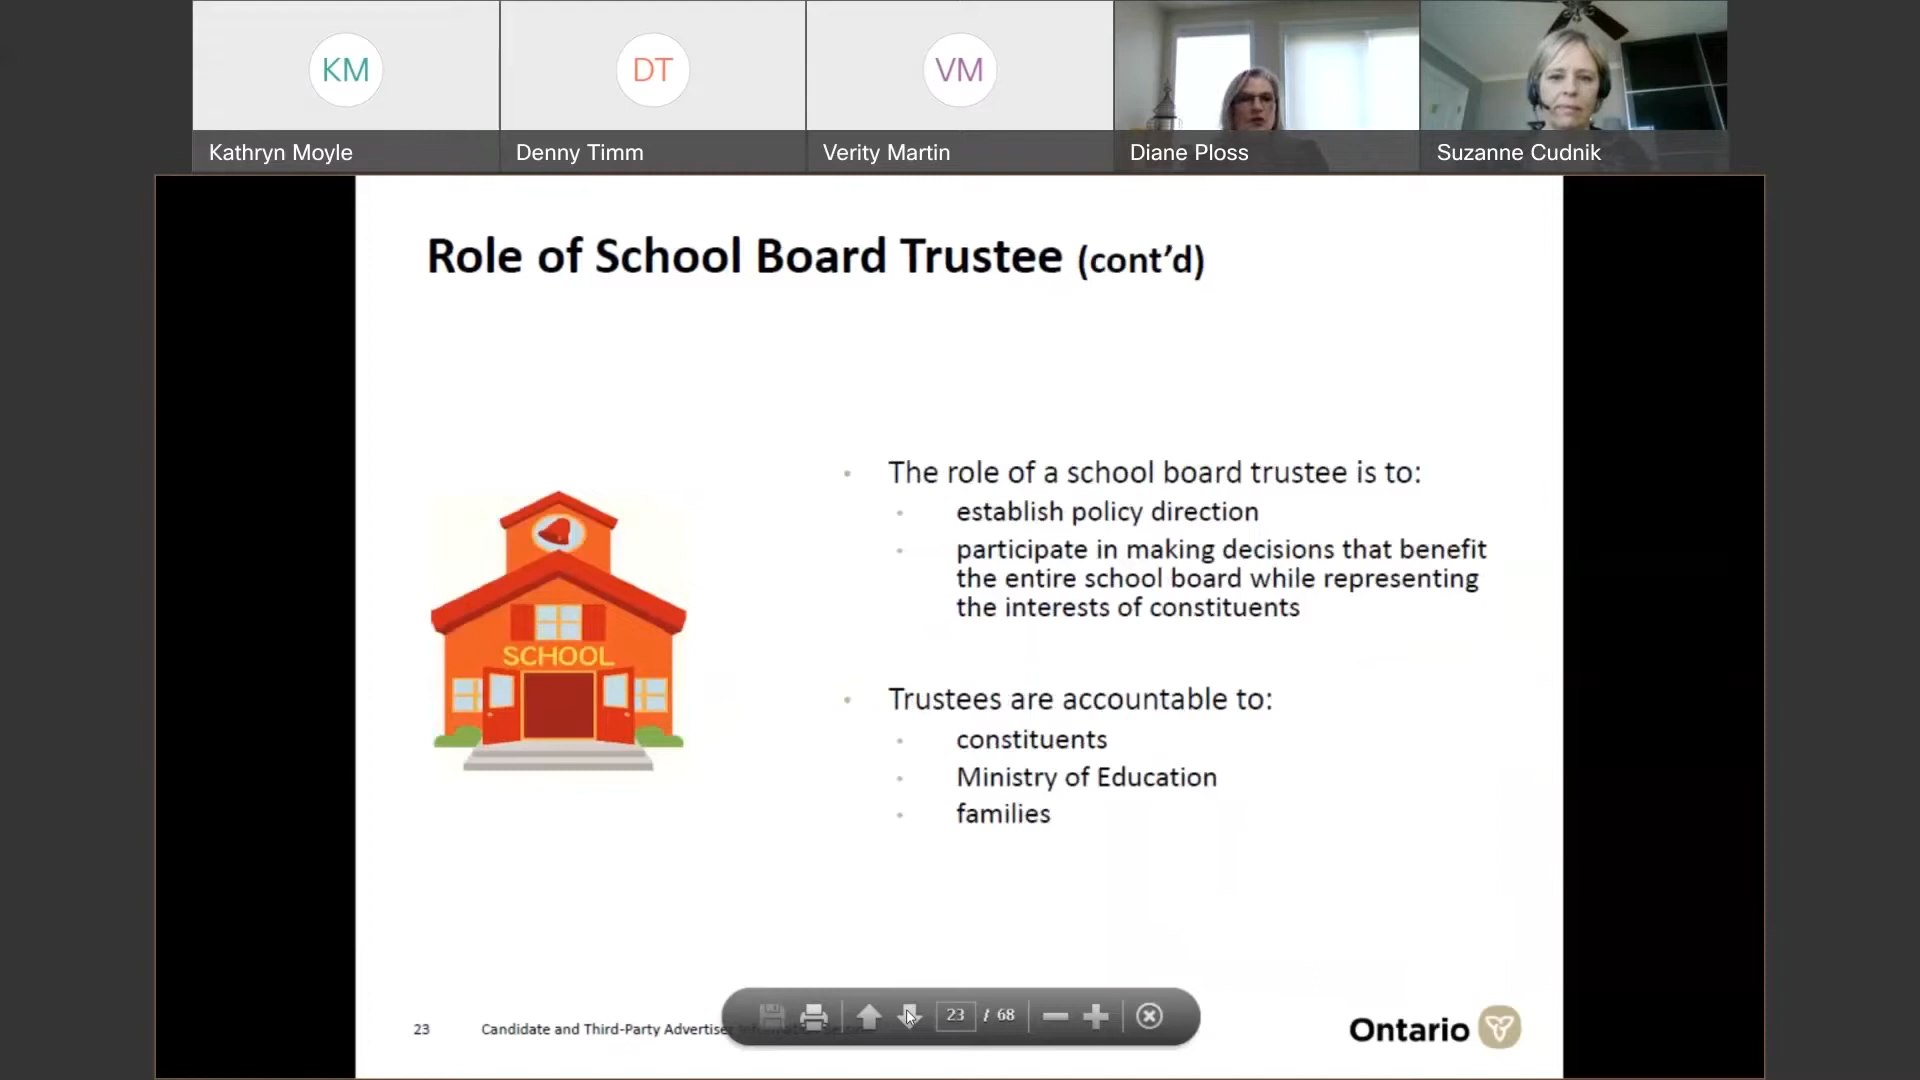 KM
DT
VM
Kathryn Moyle
Denny Timm
Verity Martin
Diane Ploss
Suzanne Cudnik
Role of School Board Trustee (cont’d)
The role of a school board trustee is to:
establish policy direction
participate in making decisions that benefit
the entire school board while representing
the interests of constituents
SCHOOL
Trustees are accountable to:
constituents
Ministry of Education
families
23
Candidate and Third-Party Advertiser
23 / 68
Ontario